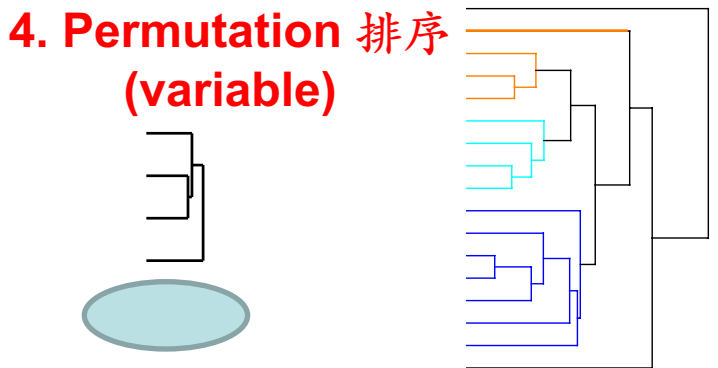 4. Permutation 排序
(variable)